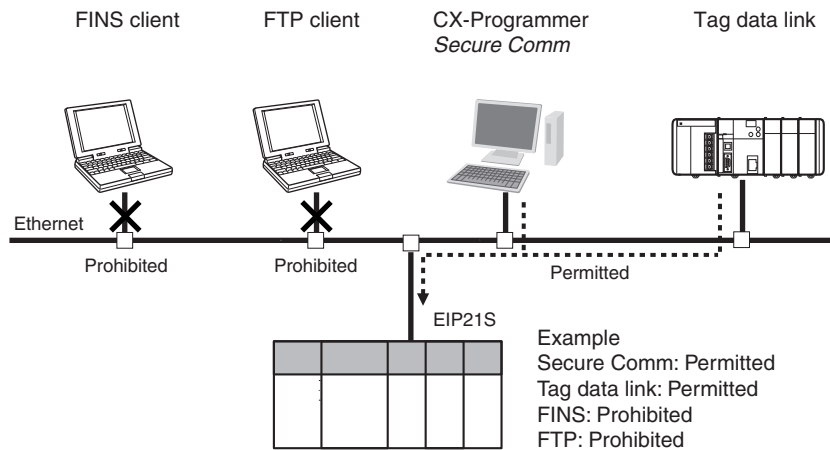 FINS client
FTP client
CX-Programmer
Secure Comm
Tag data link
Ethernet
Prohibited
Prohibited
Permitted
EIP21S
Example
Secure Comm: Permitted
Tag data link: Permitted
FINS: Prohibited
FTP: Prohibited